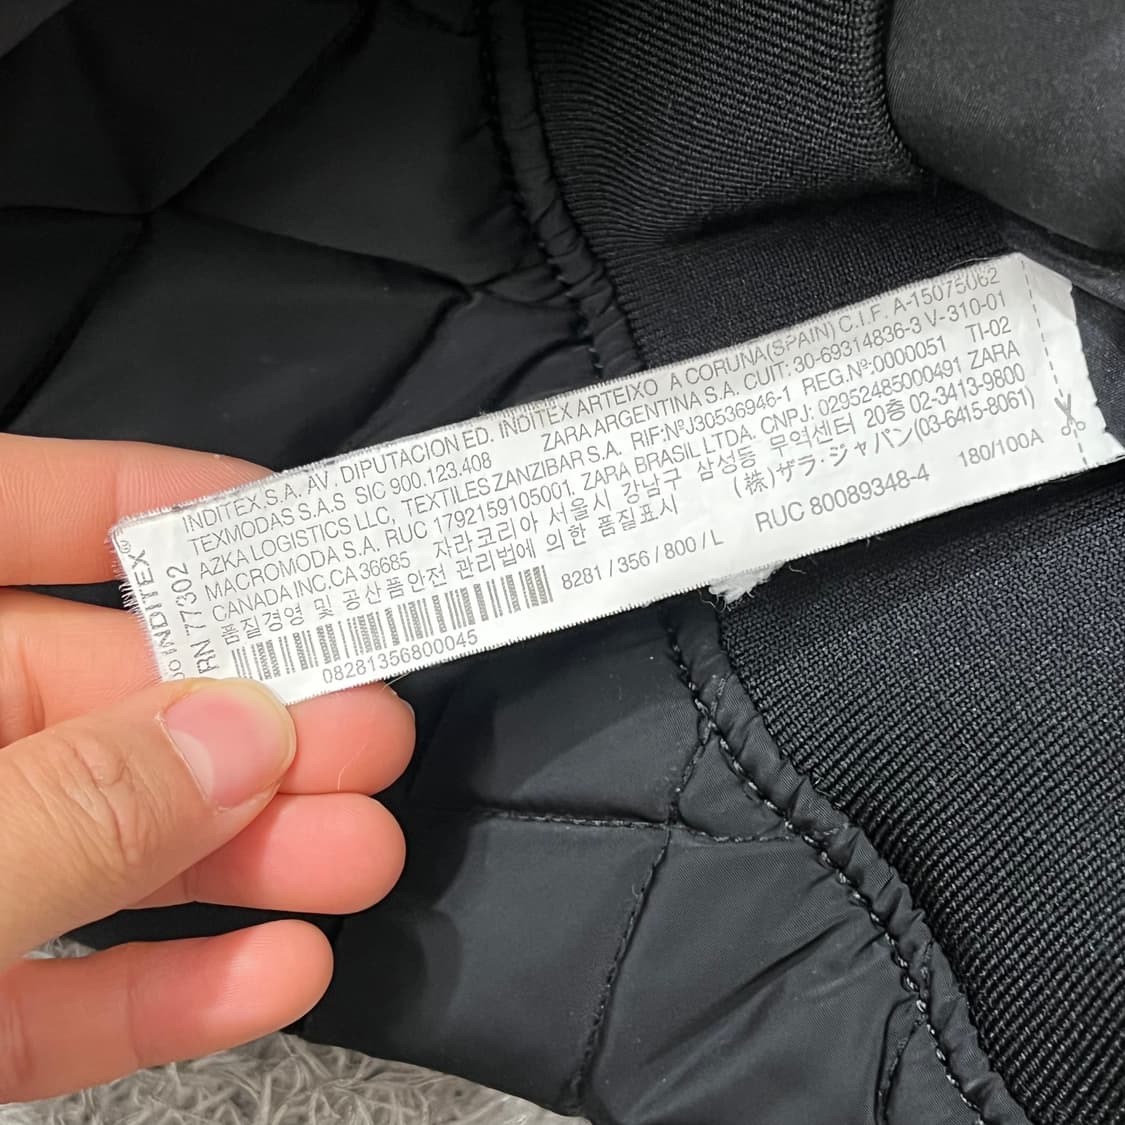 INDITEX.S.A. AV. DIPUTACION ED. INDITEX ARTEIXO A CORUNA(SPAIN) C.I.F. A-15075062
TEXMODAS S.A.S SIC 900.123.408 ZARA ARGENTINA S.A. CUIT: 30-69314836-3 V-310-01
AZKA LOGISTICS LLC, TEXTILES ZANZIBAR S.A. RIF:NºJ30536946-1 REG.Nº:0000051 TI-02
MACROMODA S.A. RUC 1792159105001. ZARA BRASIL LTDA. CNPJ: 02952485000491 ZARA
CANADA INC, CA 36685 자라코리아 서울시 강남구 삼성동 무역센터 20층 02-3413-9800
품질경영 및 공산품안전 관리법에 의한 품질표시 (株)ザラ・ジャパン(03-6415-8061)
8281 / 356 / 800 / L RUC 80089348-4 180/100A
08281356800045
INDITEX®
RN 77302